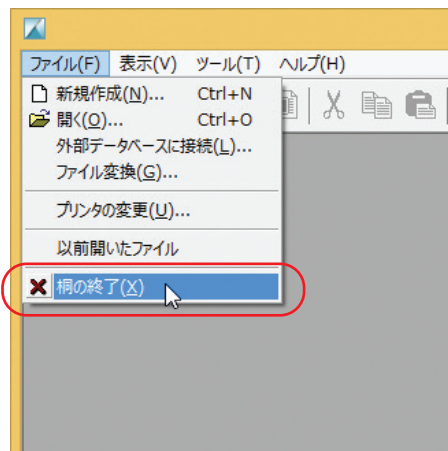 ファイル(F) 表示(V) ツール(T) ヘルプ(H)
新規作成(N)... Ctrl+N
開く(O)... Ctrl+O
外部データベースに接続(L)...
ファイル変換(G)...
プリンタの変更(U)...
以前開いたファイル
桐の終了(X)